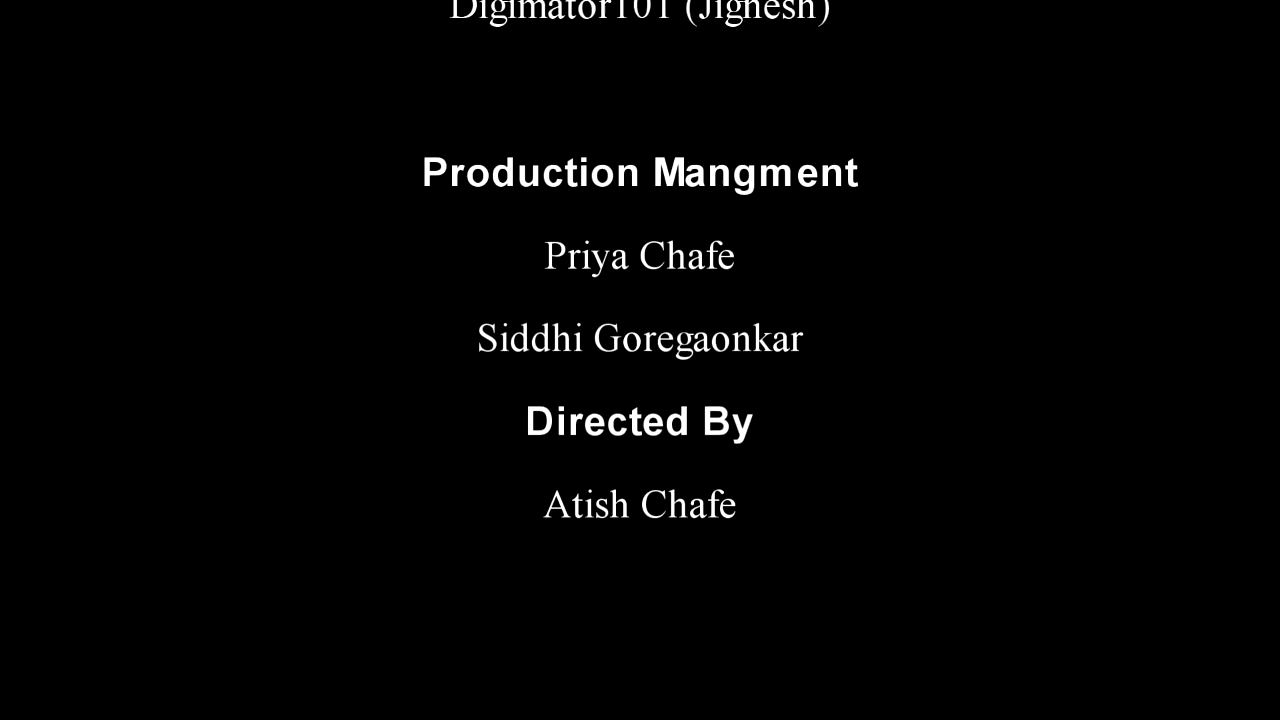 Digimator101 (Jignesh)
Production Mangment
Priya Chafe
Siddhi Goregaonkar
Directed By
Atish Chafe